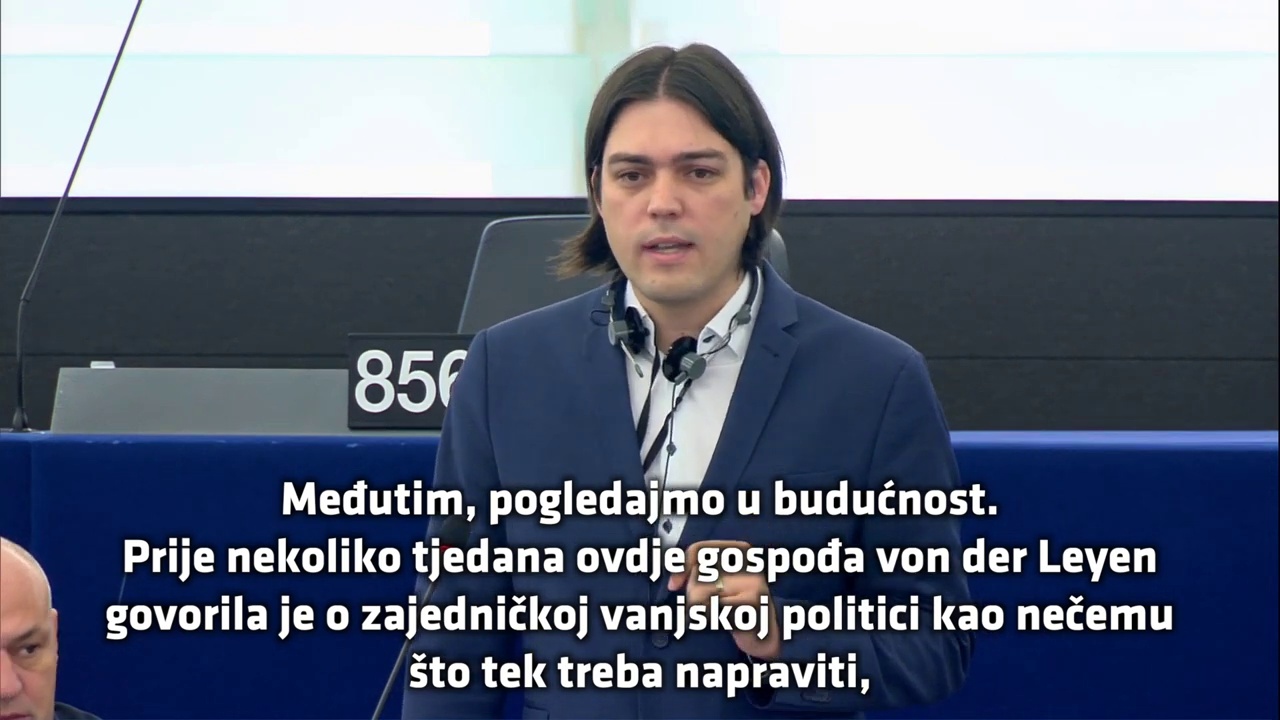 856
Međutim, pogledajmo u budućnost.
Prije nekoliko tjedana ovdje gospođa von der Leyen
govorila je o zajedničkoj vanjskoj politici kao nečemu
što tek treba napraviti,